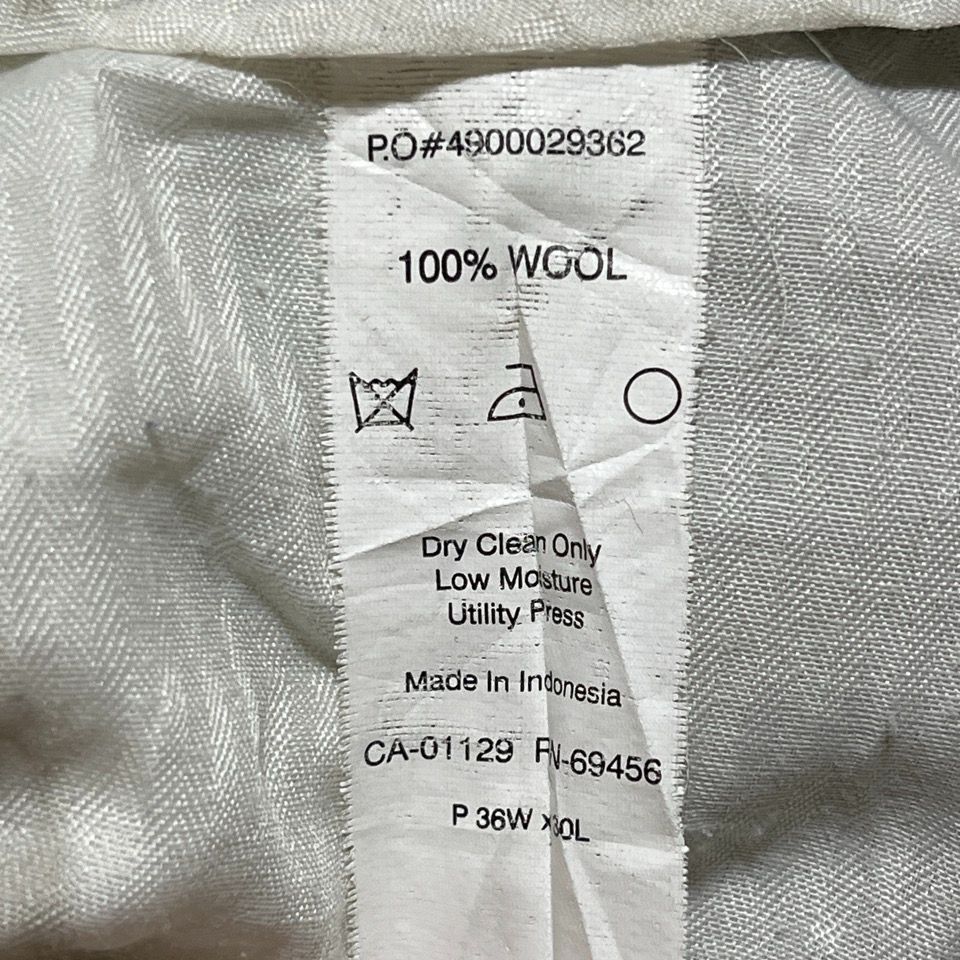 P.O#4900029362
100% WOOL
Dry Clean Only
Low Moisture
Utility Press
Made In Indonesia
CA-01129 RN-69456
P 36W x30L